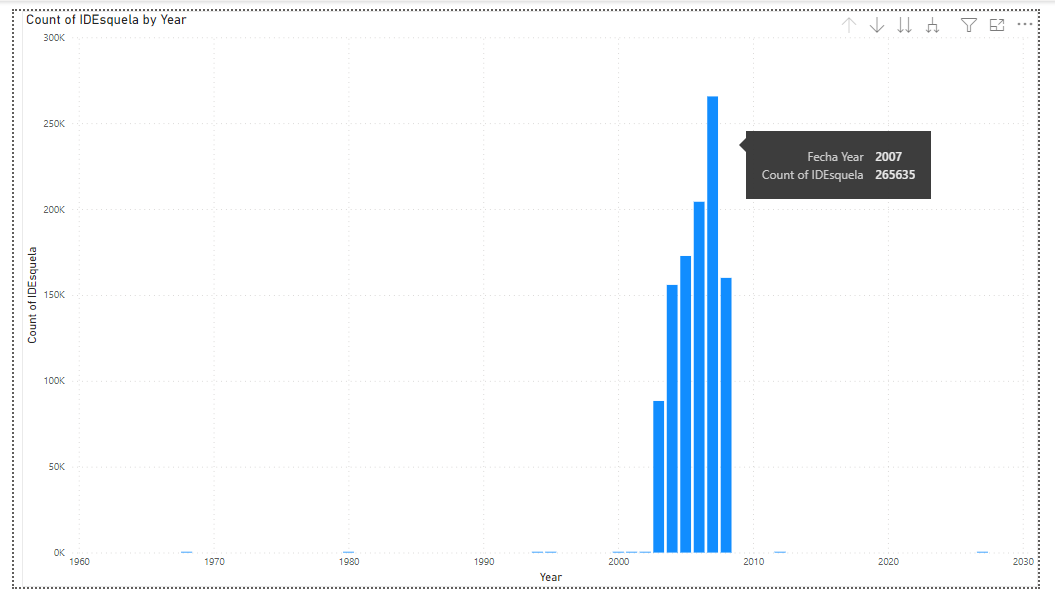 Count of IDEsquela by Year
300K
250K
200K
150K
100K
50K
0K
Count of IDEsquela
Fecha Year 2007
Count of IDEsquela 265635
1960 1970 1980 1990 2000 2010 2020 2030
Year